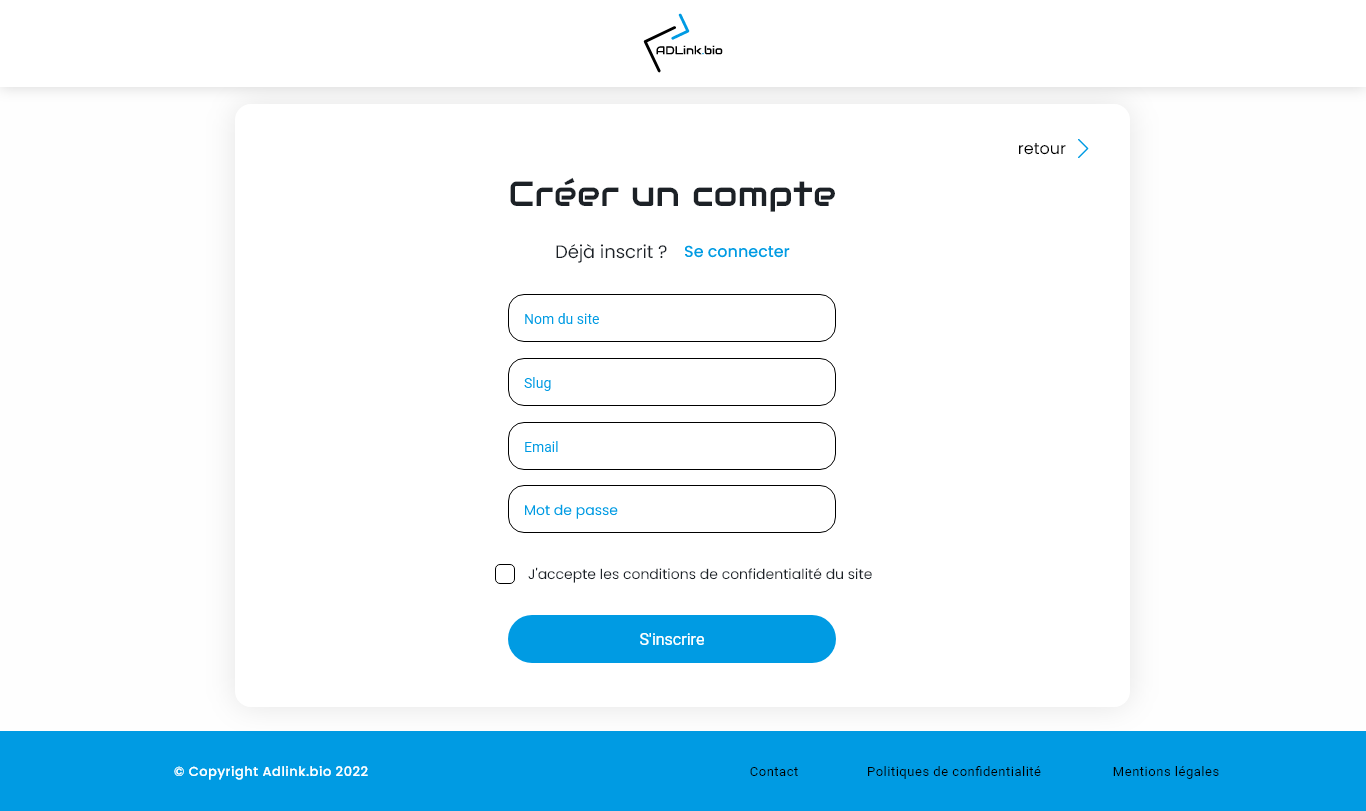 ADLink.bio
retour
Créer un compte
Déjà inscrit ? Se connecter
Nom du site
Slug
Email
Mot de passe
J'accepte les conditions de confidentialité du site
S'inscrire
© Copyright Adlink.bio 2022 Contact Politiques de confidentialité Mentions légales